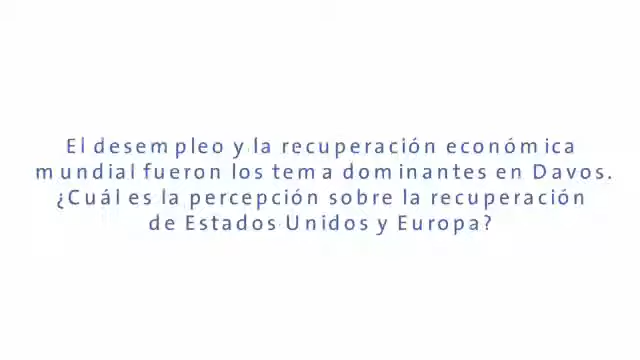 El desempleo y la recuperación económica
mundial fueron los tema dominantes en Davos.
¿Cuál es la percepción sobre la recuperación
de Estados Unidos y Europa?